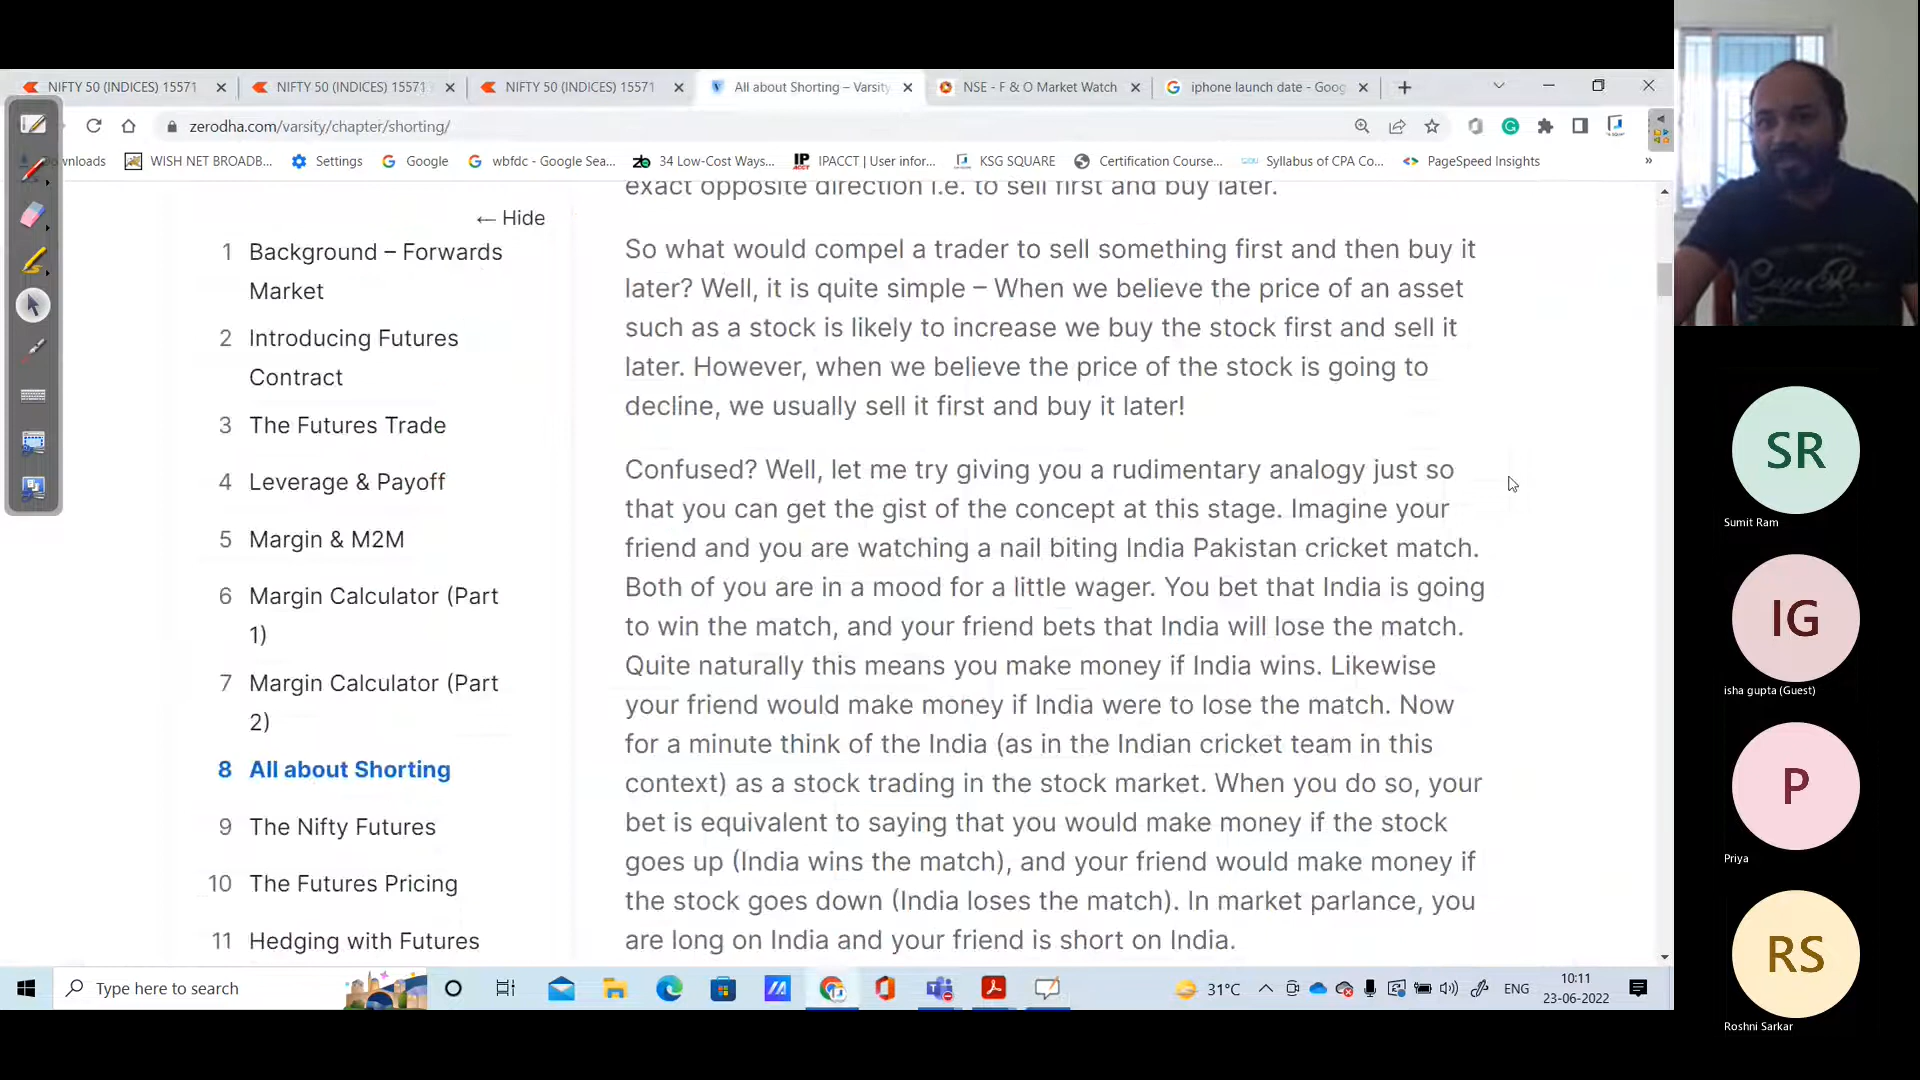 NIFTY 50 (INDICES) 15571
NIFTY 50 (INDICES) 15571
NIFTY 50 (INDICES) 15571
All about Shorting – Varsity
NSE - F & O Market Watch
iphone launch date - Goog
zerodha.com/varsity/chapter/shorting/
wnloads
WISH NET BROADB...
Settings
Google
wbfdc - Google Sea...
34 Low-Cost Ways...
IPACCT | User infor...
KSG SQUARE
Certification Course...
Syllabus of CPA Co...
PageSpeed Insights
»
← Hide
1 Background – Forwards
Market
2 Introducing Futures
Contract
3 The Futures Trade
4 Leverage & Payoff
5 Margin & M2M
6 Margin Calculator (Part
1)
7 Margin Calculator (Part
2)
8 All about Shorting
9 The Nifty Futures
10 The Futures Pricing
11 Hedging with Futures
exact opposite direction i.e. to sell first and buy later.
So what would compel a trader to sell something first and then buy it
later? Well, it is quite simple – When we believe the price of an asset
such as a stock is likely to increase we buy the stock first and sell it
later. However, when we believe the price of the stock is going to
decline, we usually sell it first and buy it later!
Confused? Well, let me try giving you a rudimentary analogy just so
that you can get the gist of the concept at this stage. Imagine your
friend and you are watching a nail biting India Pakistan cricket match.
Both of you are in a mood for a little wager. You bet that India is going
to win the match, and your friend bets that India will lose the match.
Quite naturally this means you make money if India wins. Likewise
your friend would make money if India were to lose the match. Now
for a minute think of the India (as in the Indian cricket team in this
context) as a stock trading in the stock market. When you do so, your
bet is equivalent to saying that you would make money if the stock
goes up (India wins the match), and your friend would make money if
the stock goes down (India loses the match). In market parlance, you
are long on India and your friend is short on India.
SR
Sumit Ram
IG
isha gupta (Guest)
P
Priya
RS
Roshni Sarkar
Type here to search
31°C
ENG
10:11
23-06-2022